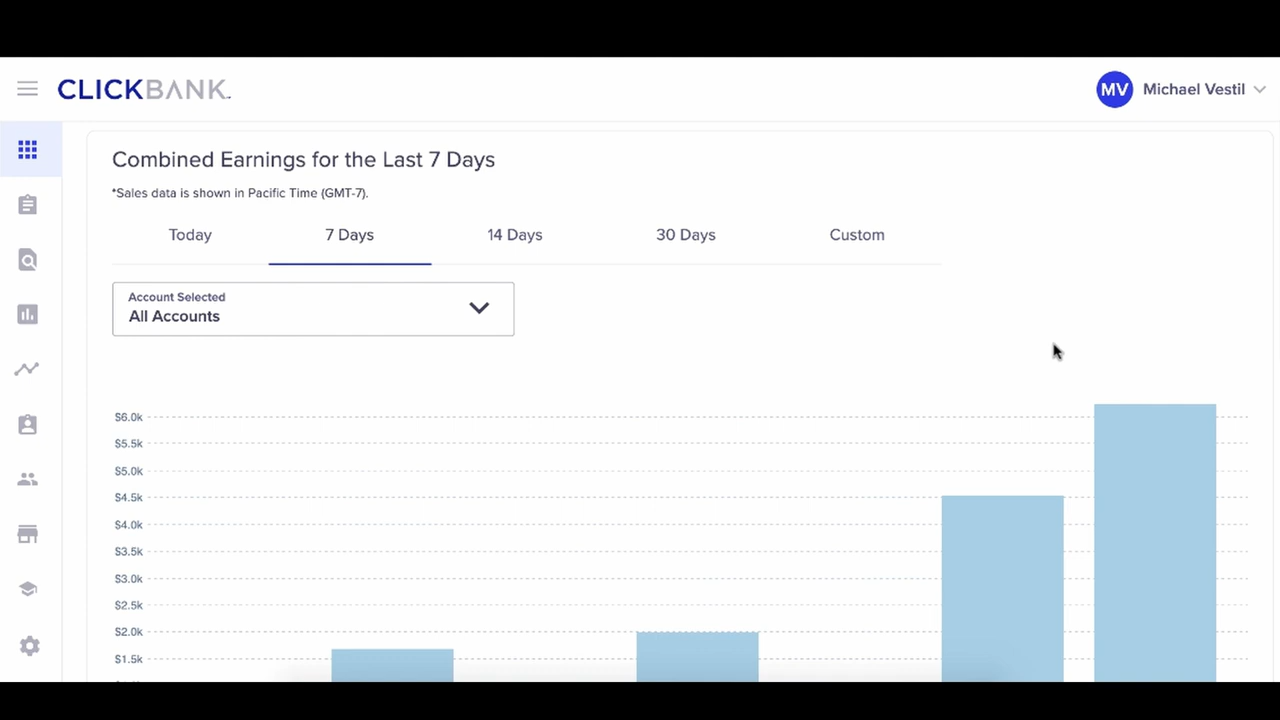 CLICKBANK
MV Michael Vestil
Combined Earnings for the Last 7 Days
*Sales data is shown in Pacific Time (GMT-7).
Today 7 Days 14 Days 30 Days Custom
Account Selected
All Accounts
$6.0k
$5.5k
$5.0k
$4.5k
$4.0k
$3.5k
$3.0k
$2.5k
$2.0k
$1.5k